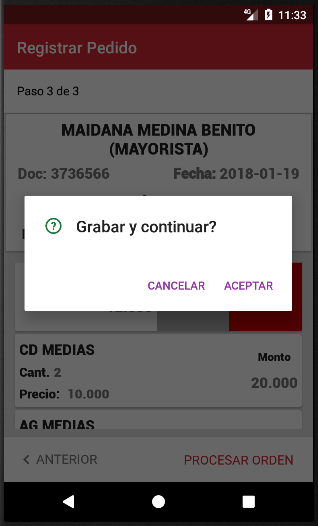 4G 11:33
Registrar Pedido
Paso 3 de 3
MAIDANA MEDINA BENITO
(MAYORISTA)
Doc: 3736566 Fecha: 2018-01-19
Grabar y continuar?
CANCELAR ACEPTAR
CD MEDIAS Monto
Cant. 2
20.000
Precio: 10.000
AG MEDIAS
ANTERIOR PROCESAR ORDEN